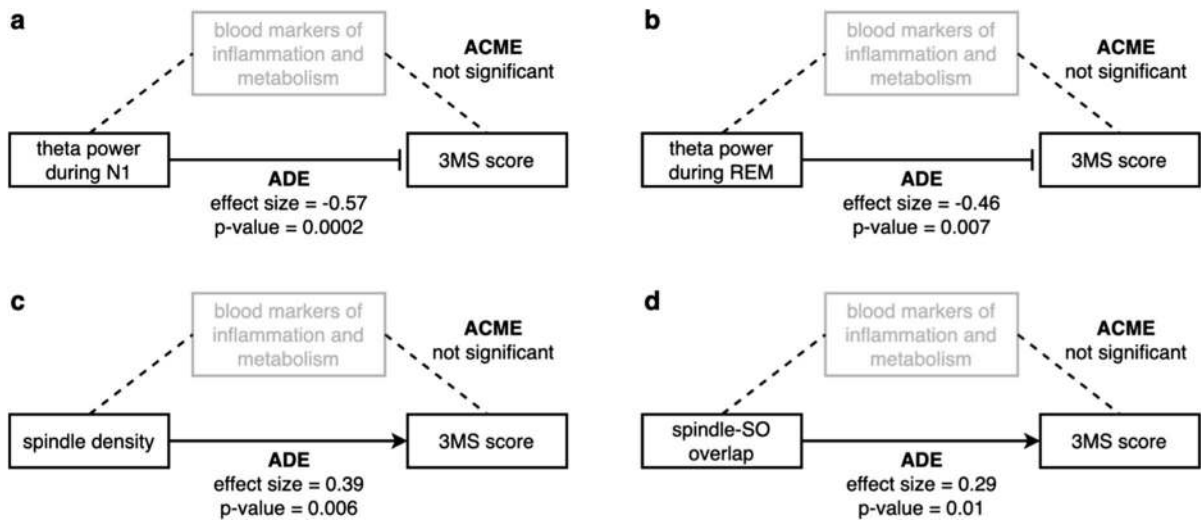 a
blood markers of
inflammation and
metabolism
ACME
not significant
theta power
during N1
3MS score
ADE
effect size = -0.57
p-value = 0.0002
b
blood markers of
inflammation and
metabolism
ACME
not significant
theta power
during REM
3MS score
ADE
effect size = -0.46
p-value = 0.007
c
blood markers of
inflammation and
metabolism
ACME
not significant
spindle density
3MS score
ADE
effect size = 0.39
p-value = 0.006
d
blood markers of
inflammation and
metabolism
ACME
not significant
spindle-SO
overlap
3MS score
ADE
effect size = 0.29
p-value = 0.01